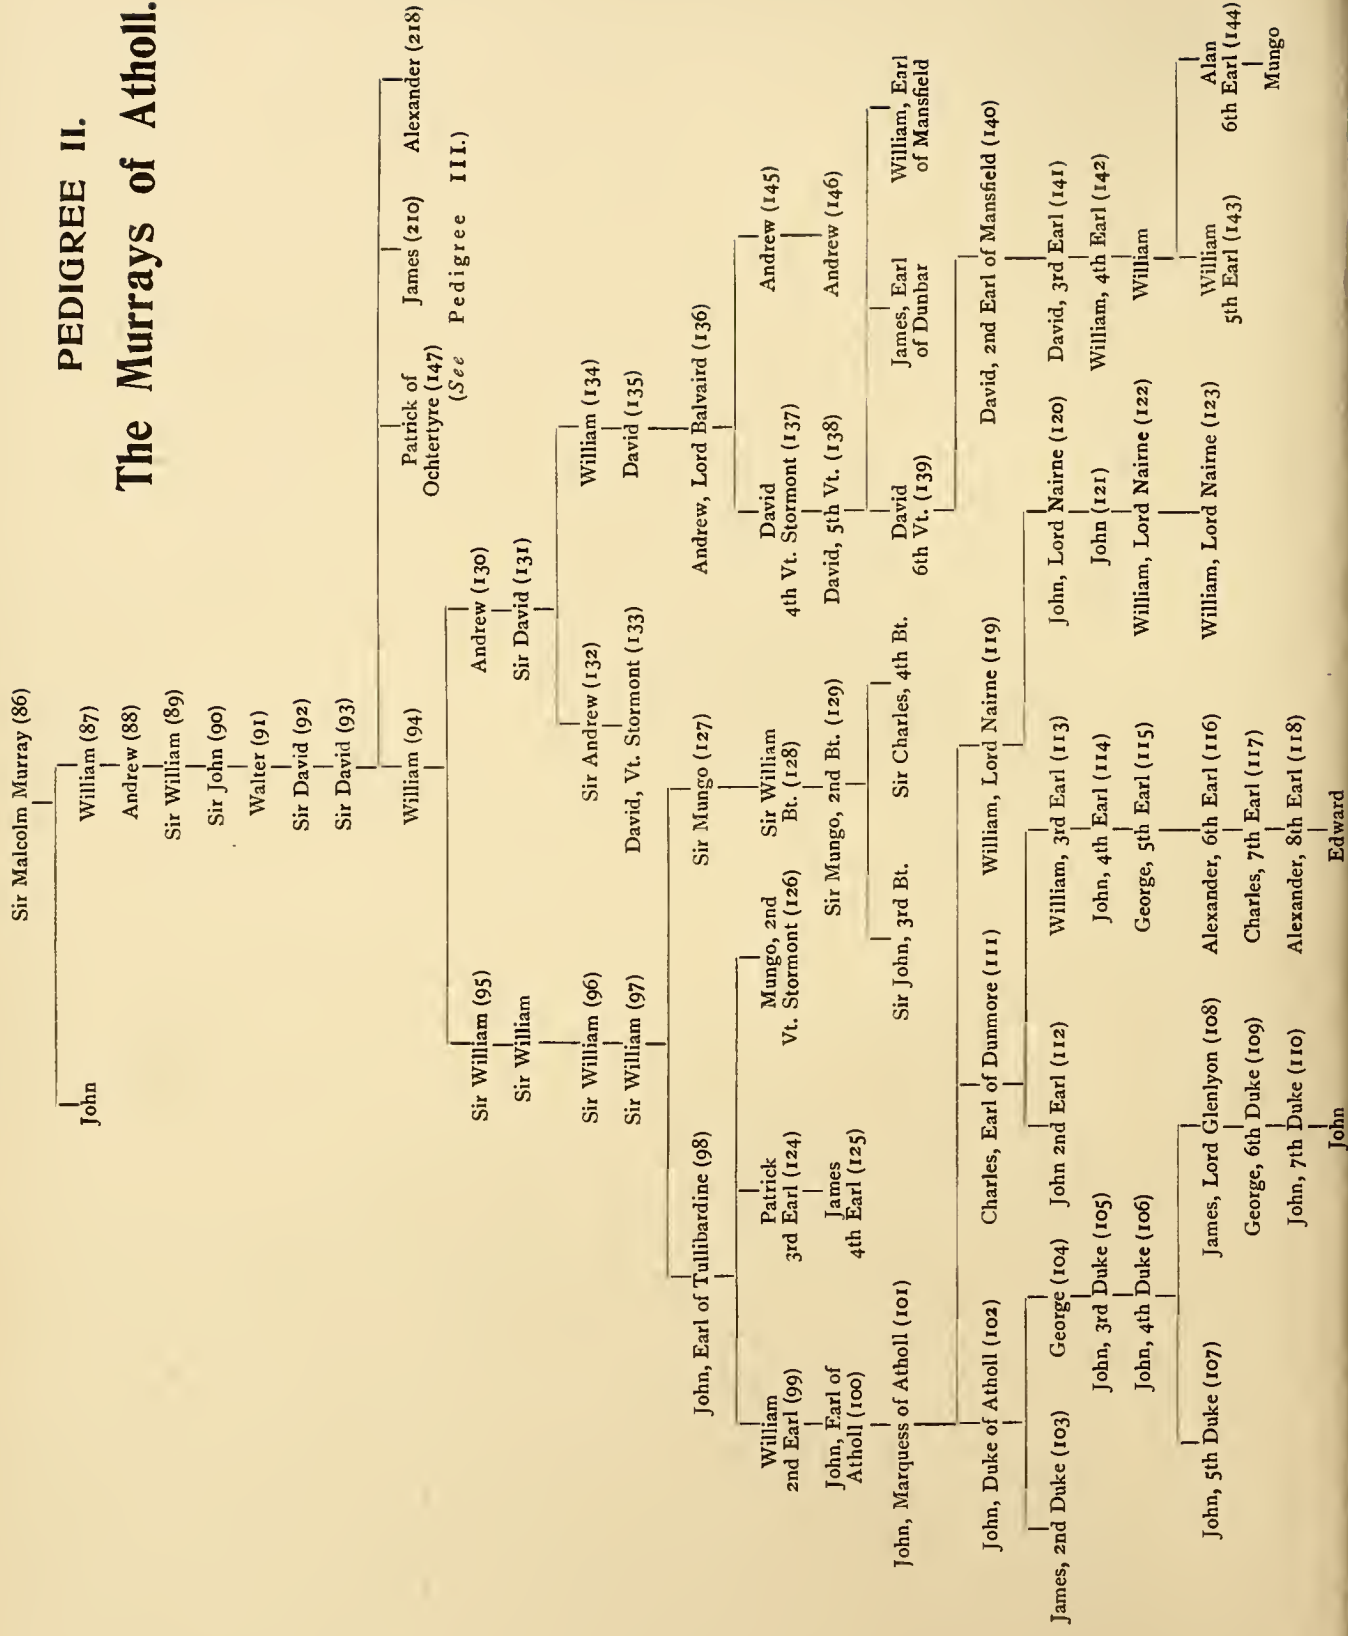 PEDIGREE II.
The Murrays of Atholl.
Sir Malcolm Murray (86)
John
William (87)
Andrew (88)
Sir William (89)
Sir John (90)
Walter (91)
Sir David (92)
Sir David (93)
William (94)
Patrick of
Ochtertyre (147)
James (210)
Alexander (218)
(See Pedigree III.)
Sir William (95)
Andrew (130)
Sir William
Sir David (131)
Sir William (96)
Sir Andrew (132)
William (134)
Sir William (97)
David, Vt. Stormont (133)
David (135)
John, Earl of Tullibardine (98)
Sir Mungo (127)
Andrew, Lord Balvaird (136)
William
2nd Earl (99)
Patrick
3rd Earl (124)
Mungo, 2nd
Vt. Stormont (126)
Sir William
Bt. (128)
David
4th Vt. Stormont (137)
Andrew (145)
John, Earl of
Atholl (100)
James
4th Earl (125)
Sir Mungo, 2nd Bt. (129)
David, 5th Vt. (138)
Andrew (146)
John, Marquess of Atholl (101)
Sir John, 3rd Bt.
Sir Charles, 4th Bt.
David
6th Vt. (139)
James, Earl
of Dunbar
William, Earl
of Mansfield
John, Duke of Atholl (102)
Charles, Earl of Dunmore (111)
William, Lord Nairne (119)
David, 2nd Earl of Mansfield (140)
James, 2nd Duke (103)
George (104)
John 2nd Earl (112)
William, 3rd Earl (113)
John, Lord Nairne (120)
David, 3rd Earl (141)
John, 3rd Duke (105)
John, 4th Earl (114)
John (121)
William, 4th Earl (142)
John, 4th Duke (106)
George, 5th Earl (115)
William, Lord Nairne (122)
William
John, 5th Duke (107)
James, Lord Glenlyon (108)
Alexander, 6th Earl (116)
William, Lord Nairne (123)
William
5th Earl (143)
Alan
6th Earl (144)
George, 6th Duke (109)
Charles, 7th Earl (117)
Mungo
John, 7th Duke (110)
Alexander, 8th Earl (118)
John
Edward